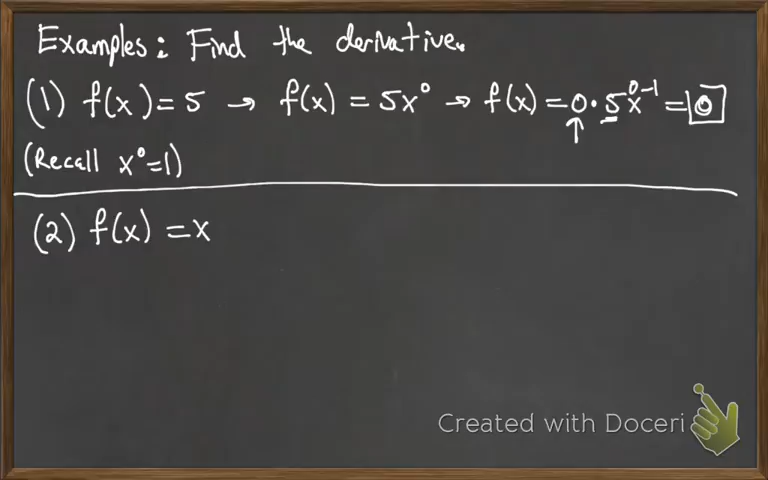 Examples: Find the derivative.
(1) f(x) = 5 → f(x) = 5x⁰ → f(x) = 0·5x⁰⁻¹ = 0
(Recall x⁰=1)
(2) f(x) = x
Created with Doceri